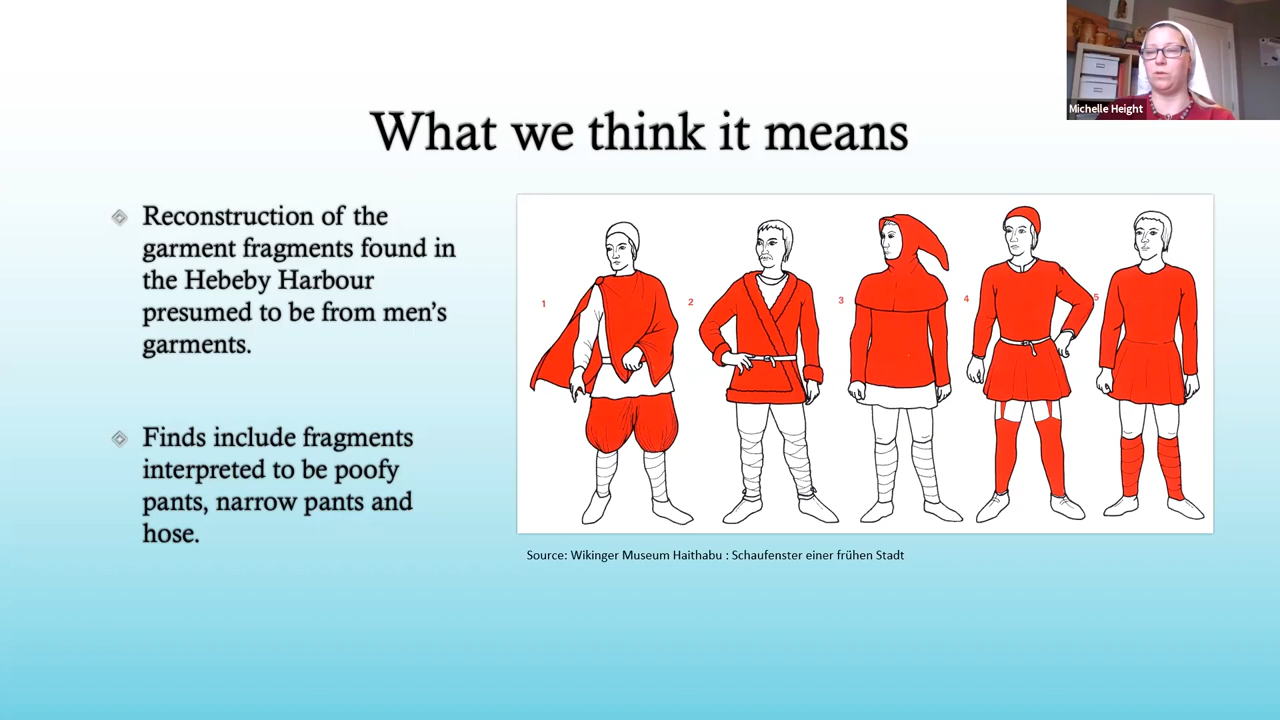 Michelle Height
What we think it means
Reconstruction of the
garment fragments found in
the Hebeby Harbour
presumed to be from men's
garments.
Finds include fragments
interpreted to be poofy
pants, narrow pants and
hose.
1
2
3
4
5
Source: Wikinger Museum Haithabu : Schaufenster einer frühen Stadt